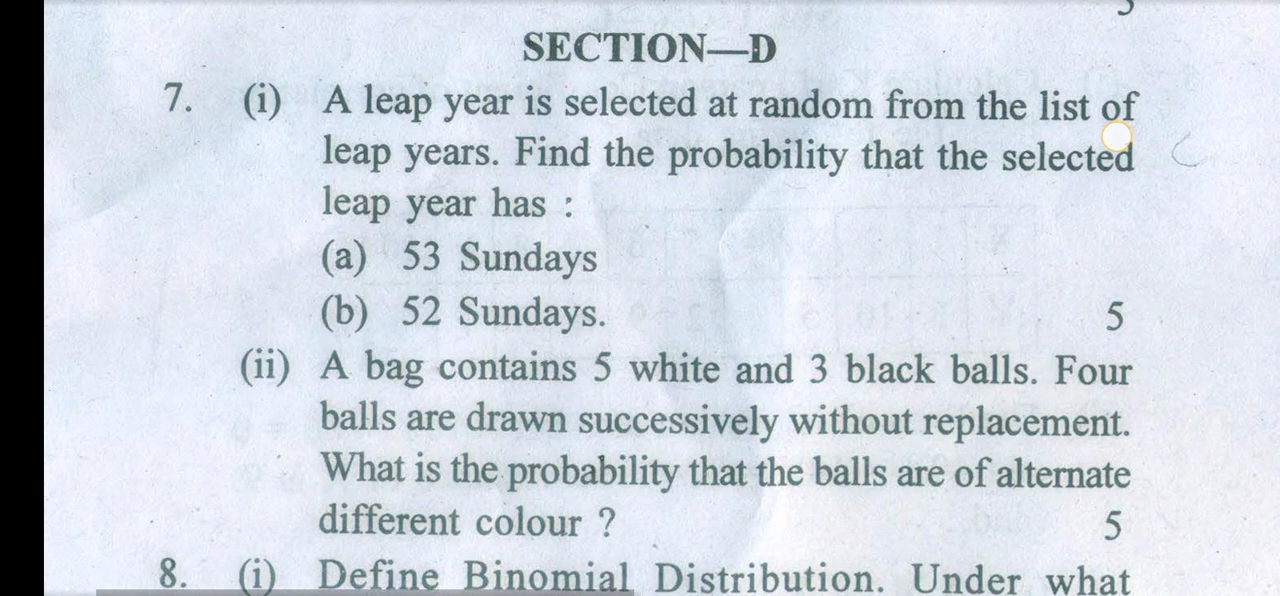 SECTION—D
7. (i) A leap year is selected at random from the list of
leap years. Find the probability that the selected
leap year has :
(a) 53 Sundays
(b) 52 Sundays. 5
(ii) A bag contains 5 white and 3 black balls. Four
balls are drawn successively without replacement.
What is the probability that the balls are of alternate
different colour ? 5
8. (i) Define Binomial Distribution. Under what